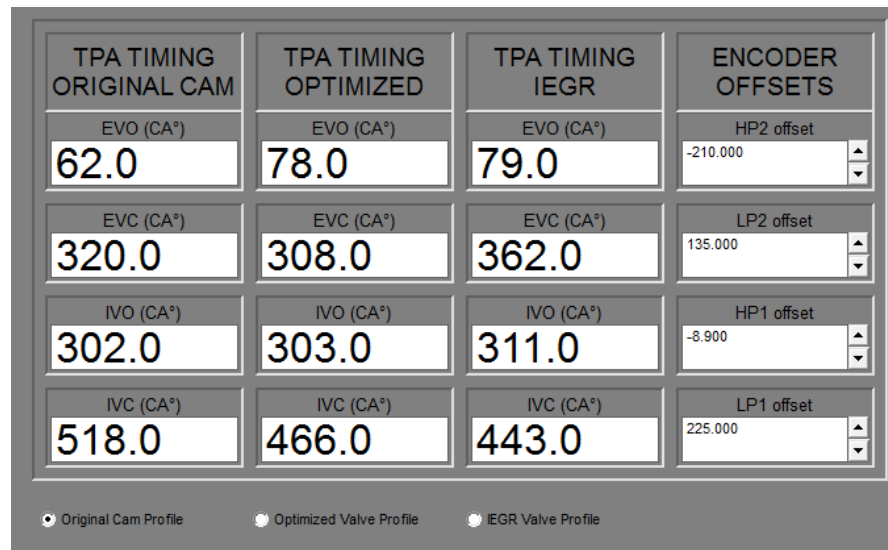 TPA TIMING
ORIGINAL CAM
TPA TIMING
OPTIMIZED
TPA TIMING
IEGR
ENCODER
OFFSETS
EVO (CA°)
62.0
EVO (CA°)
78.0
EVO (CA°)
79.0
HP2 offset
-210.000
EVC (CA°)
320.0
EVC (CA°)
308.0
EVC (CA°)
362.0
LP2 offset
135.000
IVO (CA°)
302.0
IVO (CA°)
303.0
IVO (CA°)
311.0
HP1 offset
-8.900
IVC (CA°)
518.0
IVC (CA°)
466.0
IVC (CA°)
443.0
LP1 offset
225.000
Original Cam Profile
Optimized Valve Profile
IEGR Valve Profile